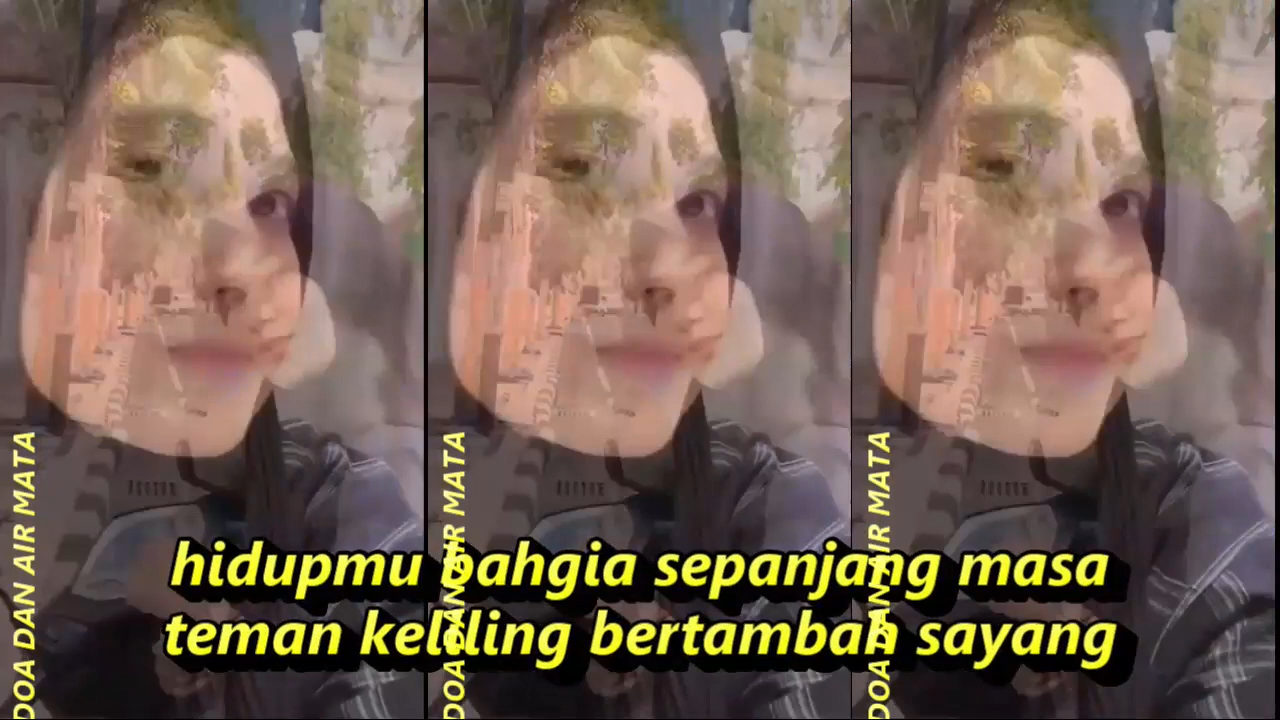 DOA DAN AIR MATA
DOA DAN AIR MATA
DOA DAN AIR MATA
hidupmu bahgia sepanjang masa
teman keliling bertambah sayang